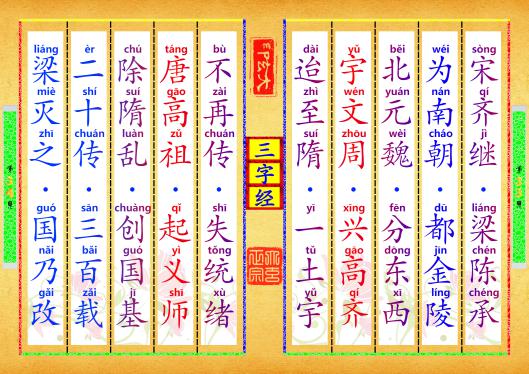 sòng qí jì liáng chén chéng
宋齐继·梁陈承
wéi nán cháo dū jīn líng
为南朝·都金陵
běi yuán wèi fēn dōng xī
北元魏·分东西
yǔ wén zhōu xīng gāo qí
宇文周·兴高齐
dài zhì suí yī tǔ yǔ
迨至隋·一土宇
三字经
bù zài chuán shī tǒng xù
不再传·失统绪
táng gāo zǔ qǐ yì shī
唐高祖·起义师
chú suí luàn chuàng guó jī
除隋乱·创国基
èr shí chuán sān bǎi zǎi
二十传·三百载
liáng miè zhī guó nǎi gǎi
梁灭之·国乃改